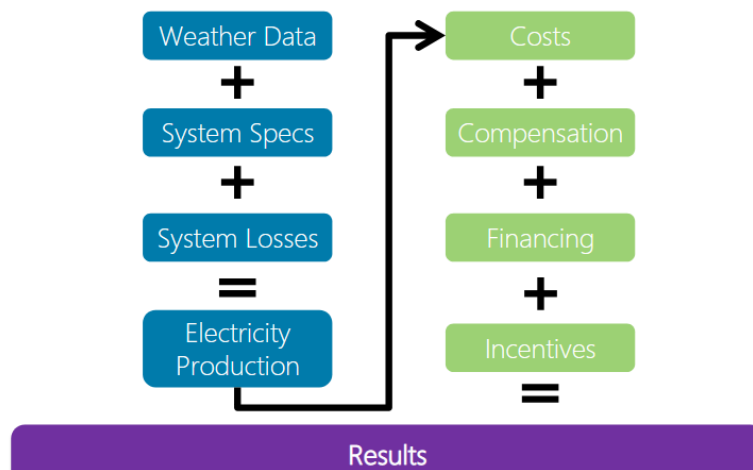 Weather Data
+
System Specs
+
System Losses
=
Electricity
Production
Costs
+
Compensation
+
Financing
+
Incentives
=
Results